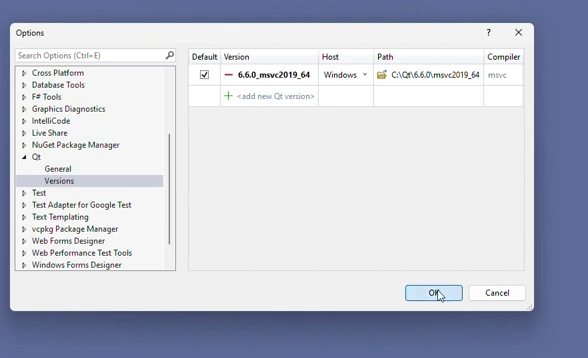 Options
?
Search Options (Ctrl+E)
Cross Platform
Database Tools
F# Tools
Graphics Diagnostics
IntelliCode
Live Share
NuGet Package Manager
Qt
General
Versions
Test
Test Adapter for Google Test
Text Templating
vcpkg Package Manager
Web Forms Designer
Web Performance Test Tools
Windows Forms Designer
Default Version Host Path Compiler
6.6.0_msvc2019_64 Windows C:\Qt\6.6.0\msvc2019_64 msvc
<add new Qt version>
OK Cancel